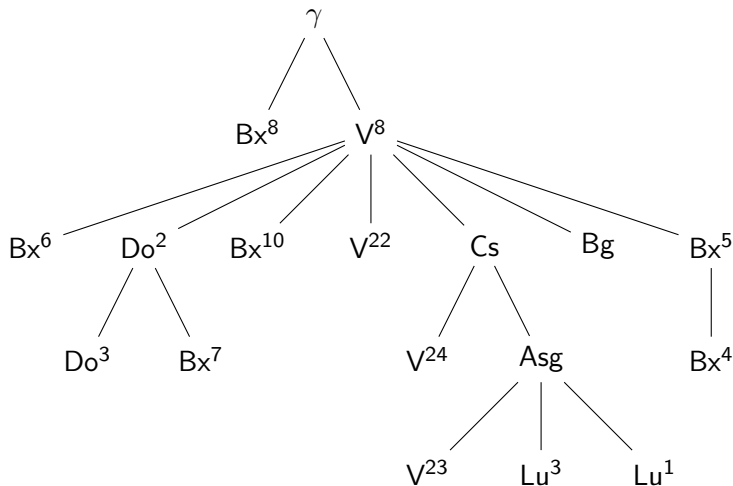 γ
Bx⁸ V⁸
Bx⁶ Do² Bx¹⁰ V²² Cs Bg Bx⁵
Do³ Bx⁷ V²⁴ Asg Bx⁴
V²³ Lu³ Lu¹